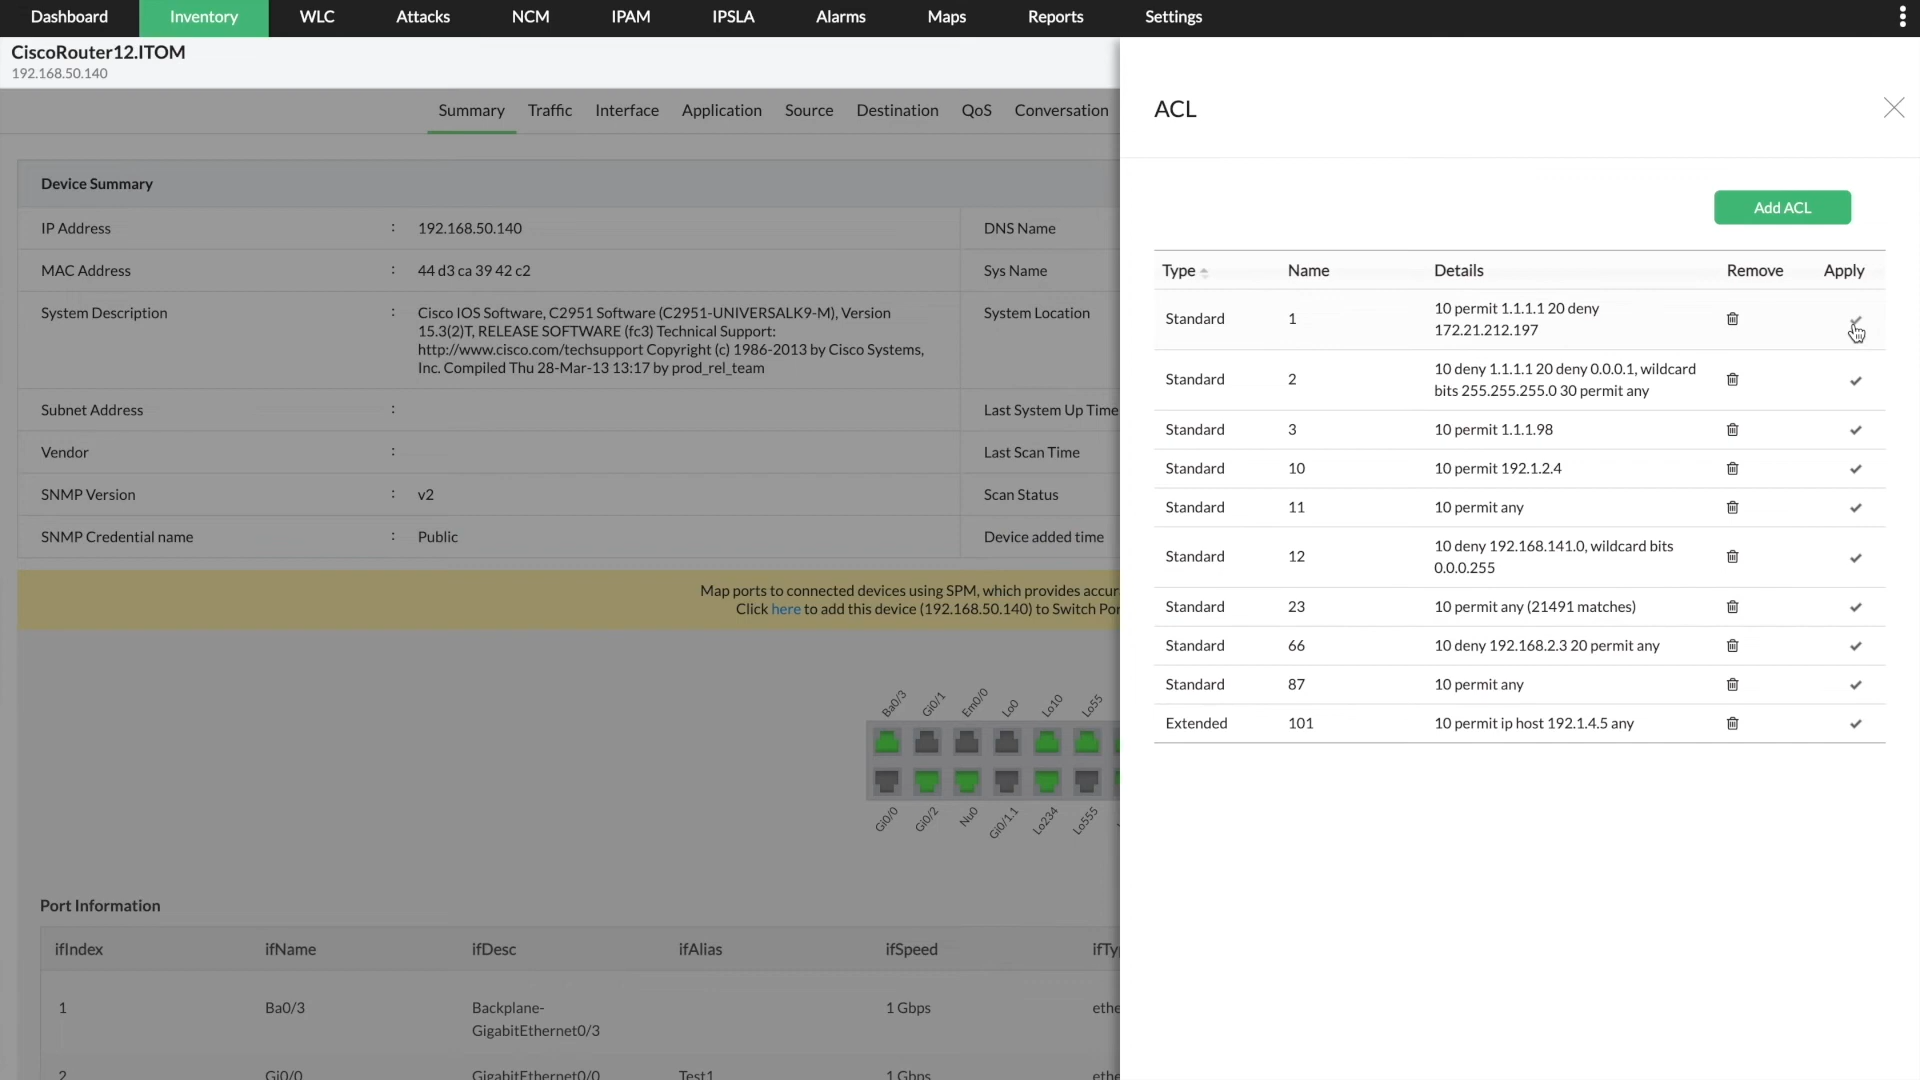 Dashboard Inventory WLC Attacks NCM IPAM IPSLA Alarms Maps Reports Settings
CiscoRouter12.ITOM
192.168.50.140
Summary Traffic Interface Application Source Destination QoS Conversation
Device Summary
IP Address : 192.168.50.140 DNS Name
MAC Address : 44 d3 ca 39 42 c2 Sys Name
System Description : Cisco IOS Software, C2951 Software (C2951-UNIVERSALK9-M), Version System Location
15.3(2)T, RELEASE SOFTWARE (fc3) Technical Support:
http://www.cisco.com/techsupport Copyright (c) 1986-2013 by Cisco Systems,
Inc. Compiled Thu 28-Mar-13 13:17 by prod_rel_team
Subnet Address : Last System Up Time
Vendor : Last Scan Time
SNMP Version : v2 Scan Status
SNMP Credential name : Public Device added time
Map ports to connected devices using SPM, which provides accur
Click here to add this device (192.168.50.140) to Switch Por
Ba0/3 Gi0/1 Em0/0 Lo0 Lo10 Lo55
Gi0/0 Gi0/2 Nu0 Gi0/1.1 Lo234 Lo555
Port Information
ifIndex ifName ifDesc ifAlias ifSpeed ifTy
1 Ba0/3 Backplane- 1 Gbps ethe
GigabitEthernet0/3
2 Gi0/0 GigabitEthernet0/0 Test1 1 Gbps ethe
ACL
Add ACL
Type Name Details Remove Apply
Standard 1 10 permit 1.1.1.1 20 deny
172.21.212.197
Standard 2 10 deny 1.1.1.1 20 deny 0.0.0.1, wildcard
bits 255.255.255.0 30 permit any
Standard 3 10 permit 1.1.1.98
Standard 10 10 permit 192.1.2.4
Standard 11 10 permit any
Standard 12 10 deny 192.168.141.0, wildcard bits
0.0.0.255
Standard 23 10 permit any (21491 matches)
Standard 66 10 deny 192.168.2.3 20 permit any
Standard 87 10 permit any
Extended 101 10 permit ip host 192.1.4.5 any